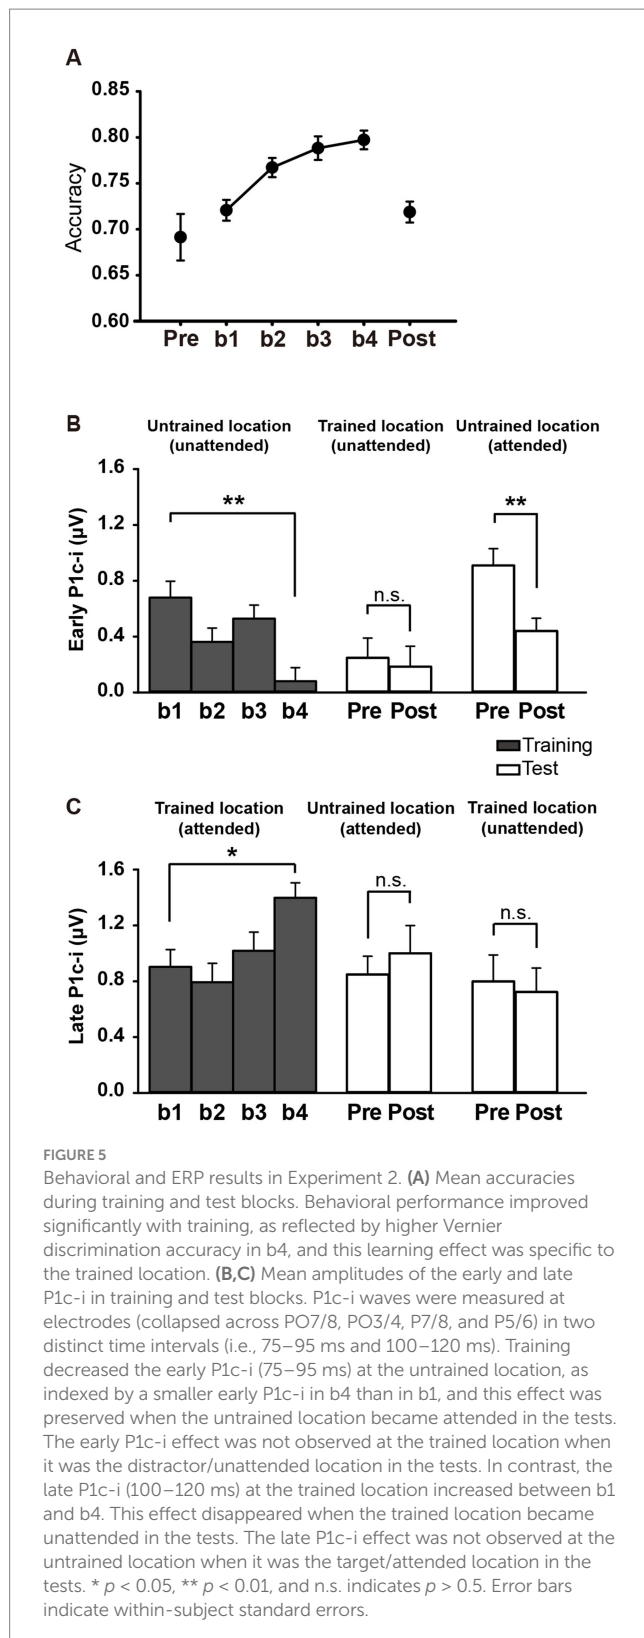 A
0.85
0.80
0.75
0.70
0.65
0.60
Accuracy
Pre b1 b2 b3 b4 Post
B
Untrained location Trained location Untrained location
(unattended) (unattended) (attended)
1.6
1.2
0.8
0.4
0.0
Early P1c-i (μV)
** n.s. **
b1 b2 b3 b4 Pre Post Pre Post
Training
Test
C
Trained location Untrained location Trained location
(attended) (attended) (unattended)
1.6
1.2
0.8
0.4
0.0
Late P1c-i (μV)
* n.s. n.s.
b1 b2 b3 b4 Pre Post Pre Post
FIGURE 5
Behavioral and ERP results in Experiment 2. (A) Mean accuracies
during training and test blocks. Behavioral performance improved
significantly with training, as reflected by higher Vernier
discrimination accuracy in b4, and this learning effect was specific to
the trained location. (B,C) Mean amplitudes of the early and late
P1c-i in training and test blocks. P1c-i waves were measured at
electrodes (collapsed across PO7/8, PO3/4, P7/8, and P5/6) in two
distinct time intervals (i.e., 75–95 ms and 100–120 ms). Training
decreased the early P1c-i (75–95 ms) at the untrained location, as
indexed by a smaller early P1c-i in b4 than in b1, and this effect was
preserved when the untrained location became attended in the tests.
The early P1c-i effect was not observed at the trained location when
it was the distractor/unattended location in the tests. In contrast, the
late P1c-i (100–120 ms) at the trained location increased between b1
and b4. This effect disappeared when the trained location became
unattended in the tests. The late P1c-i effect was not observed at the
untrained location when it was the target/attended location in the
tests. * p < 0.05, ** p < 0.01, and n.s. indicates p > 0.5. Error bars
indicate within-subject standard errors.